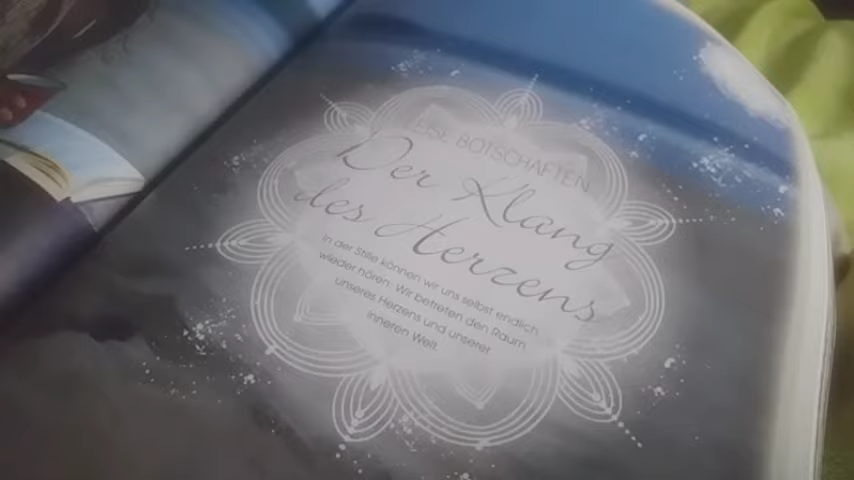 LEISE BOTSCHAFTEN
Der Klang
des Herzens
In der Stille können wir uns selbst endlich
wieder hören. Wir betreten den Raum
unseres Herzens und unserer
inneren Welt.